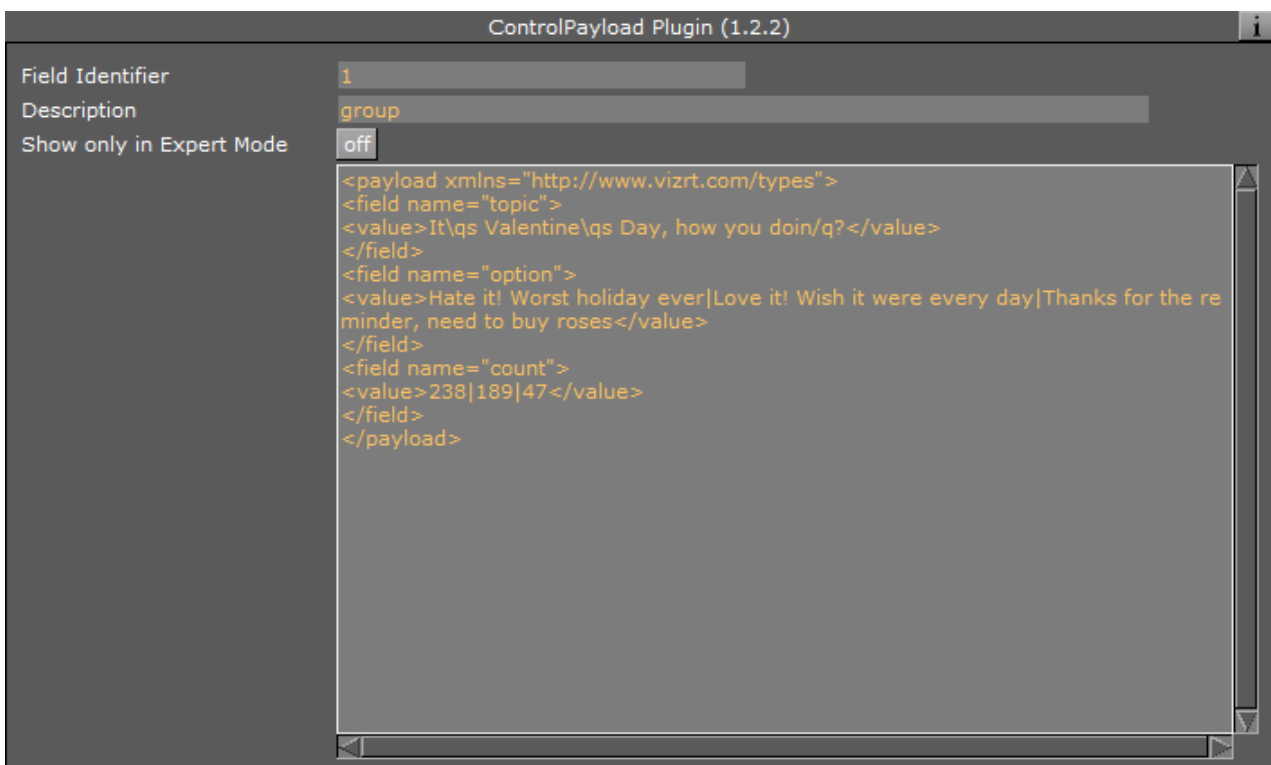 ControlPayload Plugin (1.2.2)
i
Field Identifier 1
Description group
Show only in Expert Mode off
<payload xmlns="http://www.vizrt.com/types">
<field name="topic">
<value>It\qs Valentine\qs Day, how you doin/q?</value>
</field>
<field name="option">
<value>Hate it! Worst holiday ever|Love it! Wish it were every day|Thanks for the re
minder, need to buy roses</value>
</field>
<field name="count">
<value>238|189|47</value>
</field>
</payload>